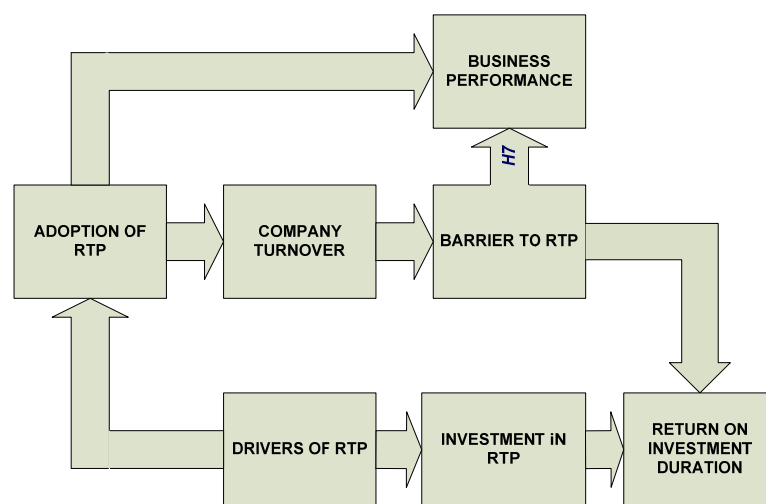 BUSINESS
PERFORMANCE
H7
ADOPTION OF
RTP
COMPANY
TURNOVER
BARRIER TO RTP
DRIVERS OF RTP
INVESTMENT iN
RTP
RETURN ON
INVESTMENT
DURATION